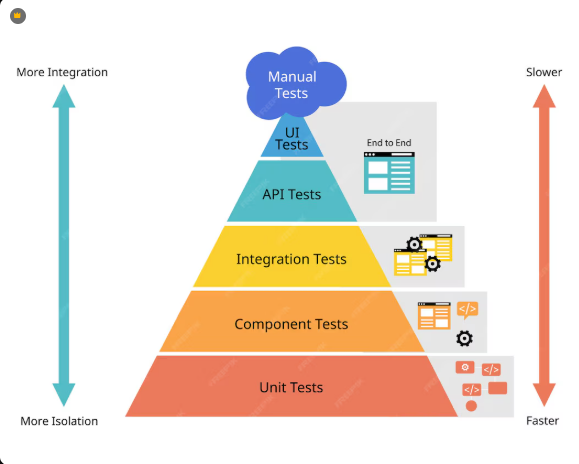 More Integration
Slower
Manual
Tests
UI
Tests
End to End
API Tests
Integration Tests
Component Tests
</>
Unit Tests
</>
</>
More Isolation
Faster